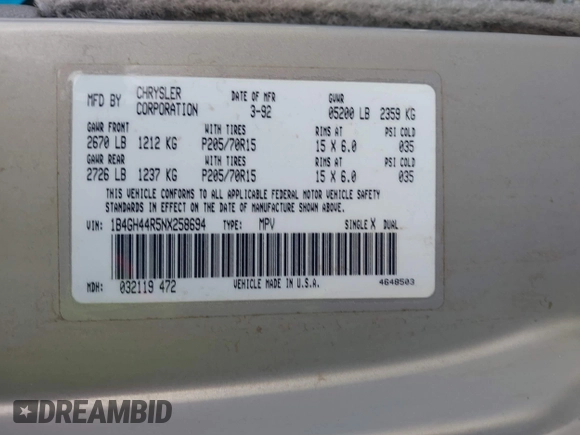 MFD BY CHRYSLER CORPORATION DATE OF MFR 3-92 GVWR 05200 LB 2359 KG
GAWR FRONT WITH TIRES RIMS AT PSI COLD
2670 LB 1212 KG P205/70R15 15 X 6.0 035
GAWR REAR WITH TIRES RIMS AT PSI COLD
2726 LB 1237 KG P205/70R15 15 X 6.0 035
THIS VEHICLE CONFORMS TO ALL APPLICABLE FEDERAL MOTOR VEHICLE SAFETY
STANDARDS IN EFFECT ON THE DATE OF MANUFACTURE SHOWN ABOVE.
VIN: 1B4GH44R5NX258694 TYPE: MPV SINGLE X DUAL
MDH: 032119 472 VEHICLE MADE IN U.S.A. 4648503
DREAMBID